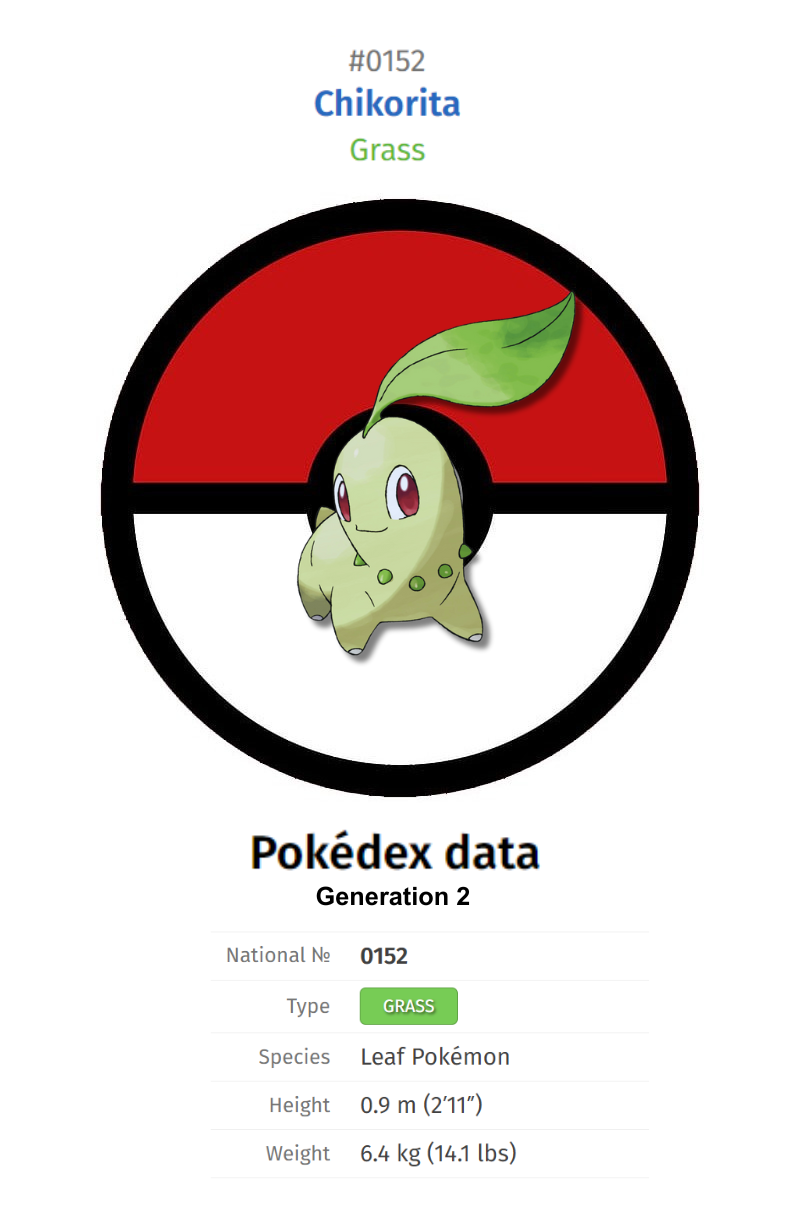 #0152
Chikorita
Grass
Pokédex data
Generation 2
National № 0152
Type GRASS
Species Leaf Pokémon
Height 0.9 m (2′11″)
Weight 6.4 kg (14.1 lbs)